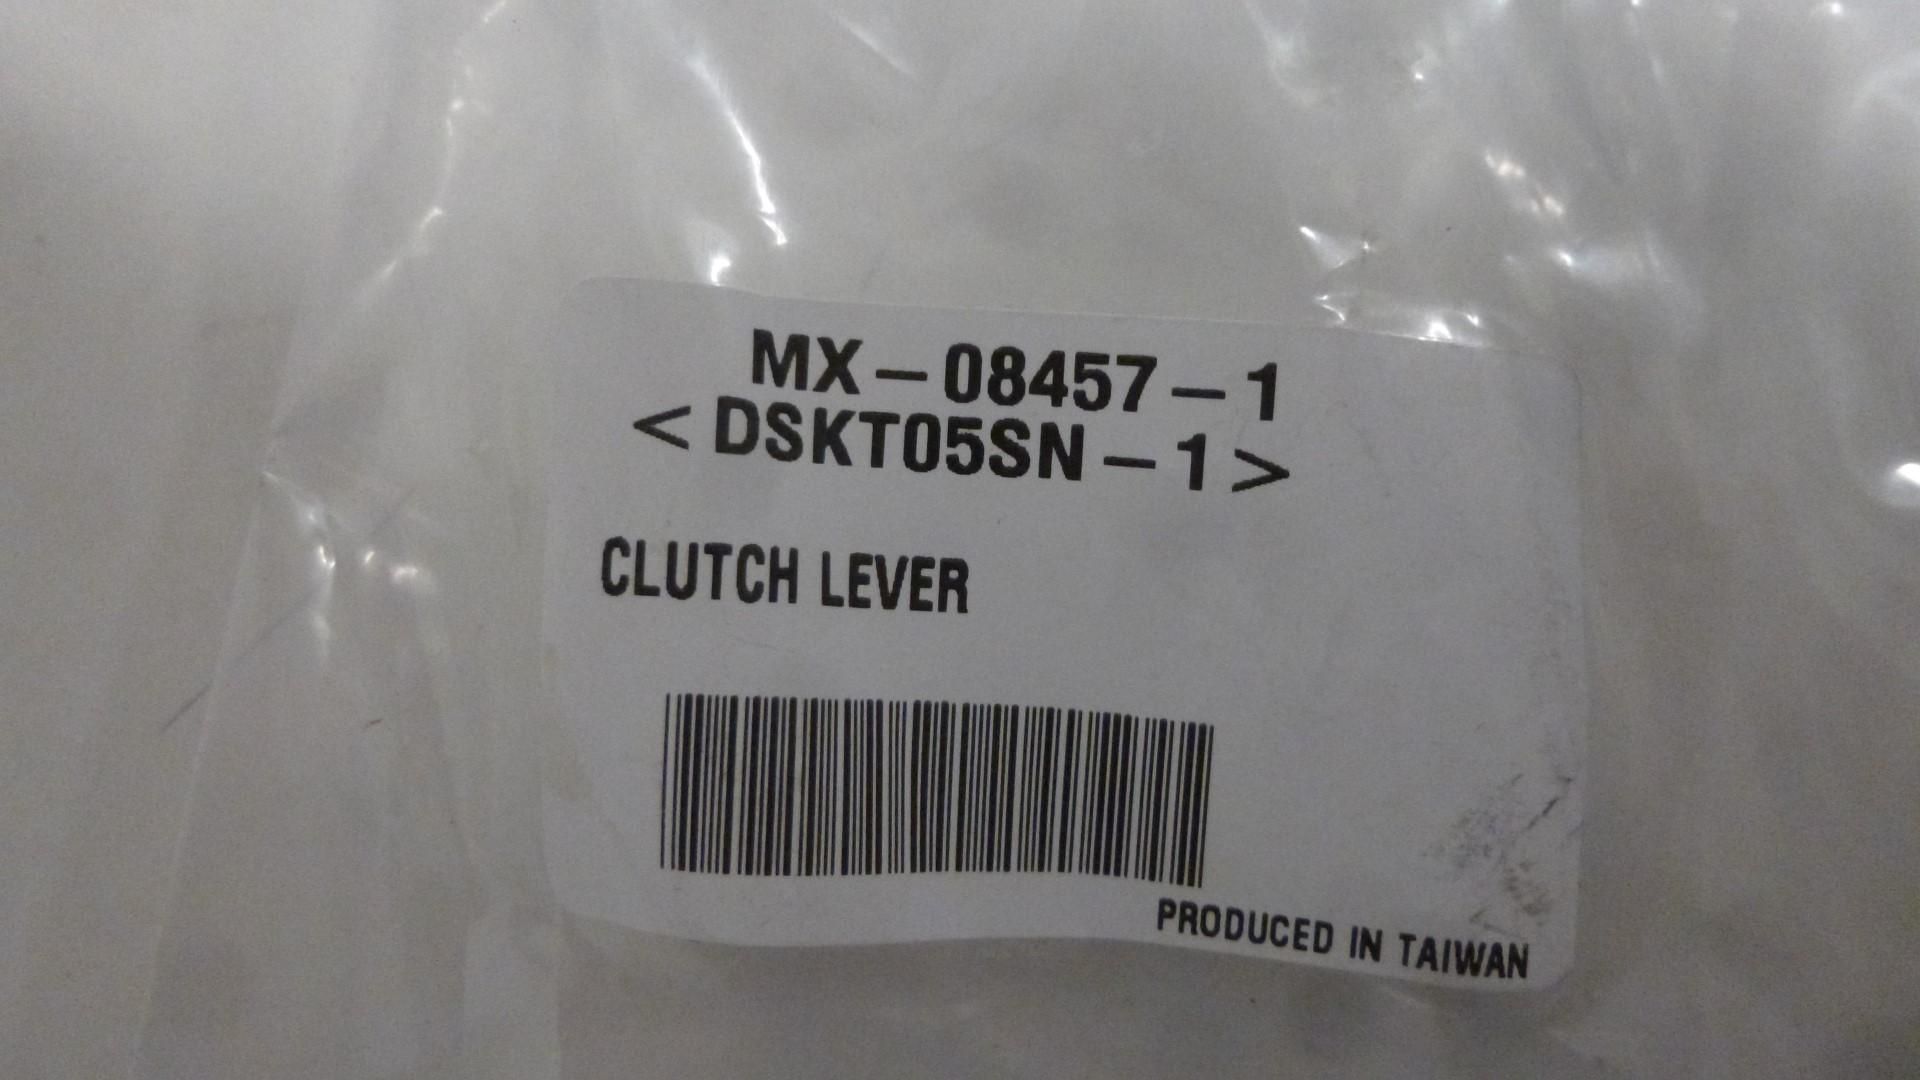 MX-08457-1
<DSKT05SN-1>
CLUTCH LEVER
PRODUCED IN TAIWAN